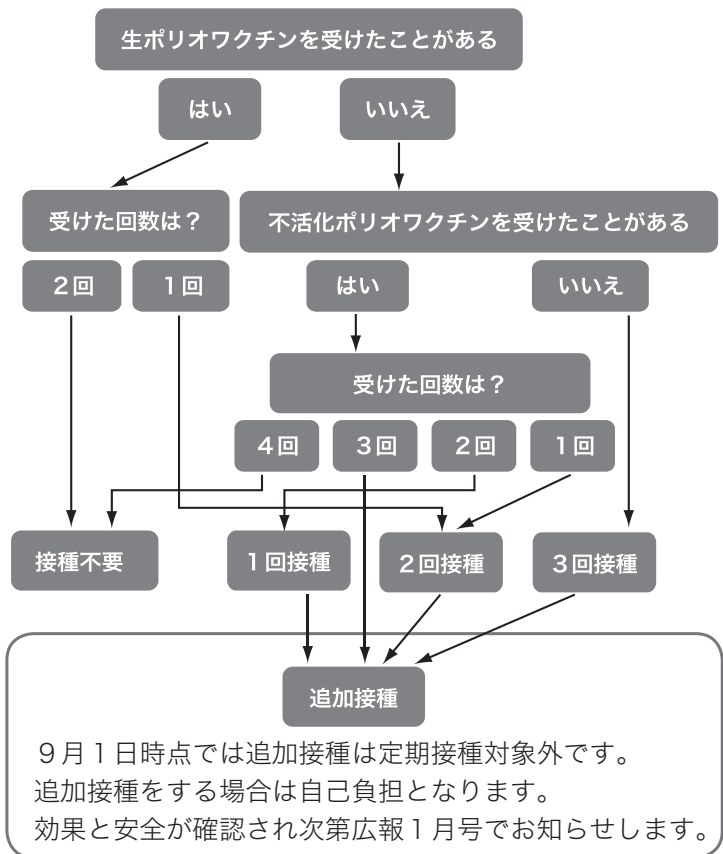 生ポリオワクチンを受けたことがある
はい
いいえ
受けた回数は？
不活化ポリオワクチンを受けたことがある
2回
1回
はい
いいえ
受けた回数は？
4回
3回
2回
1回
接種不要
1回接種
2回接種
3回接種
追加接種
９月１日時点では追加接種は定期接種対象外です。
追加接種をする場合は自己負担となります。
効果と安全が確認され次第広報１月号でお知らせします。